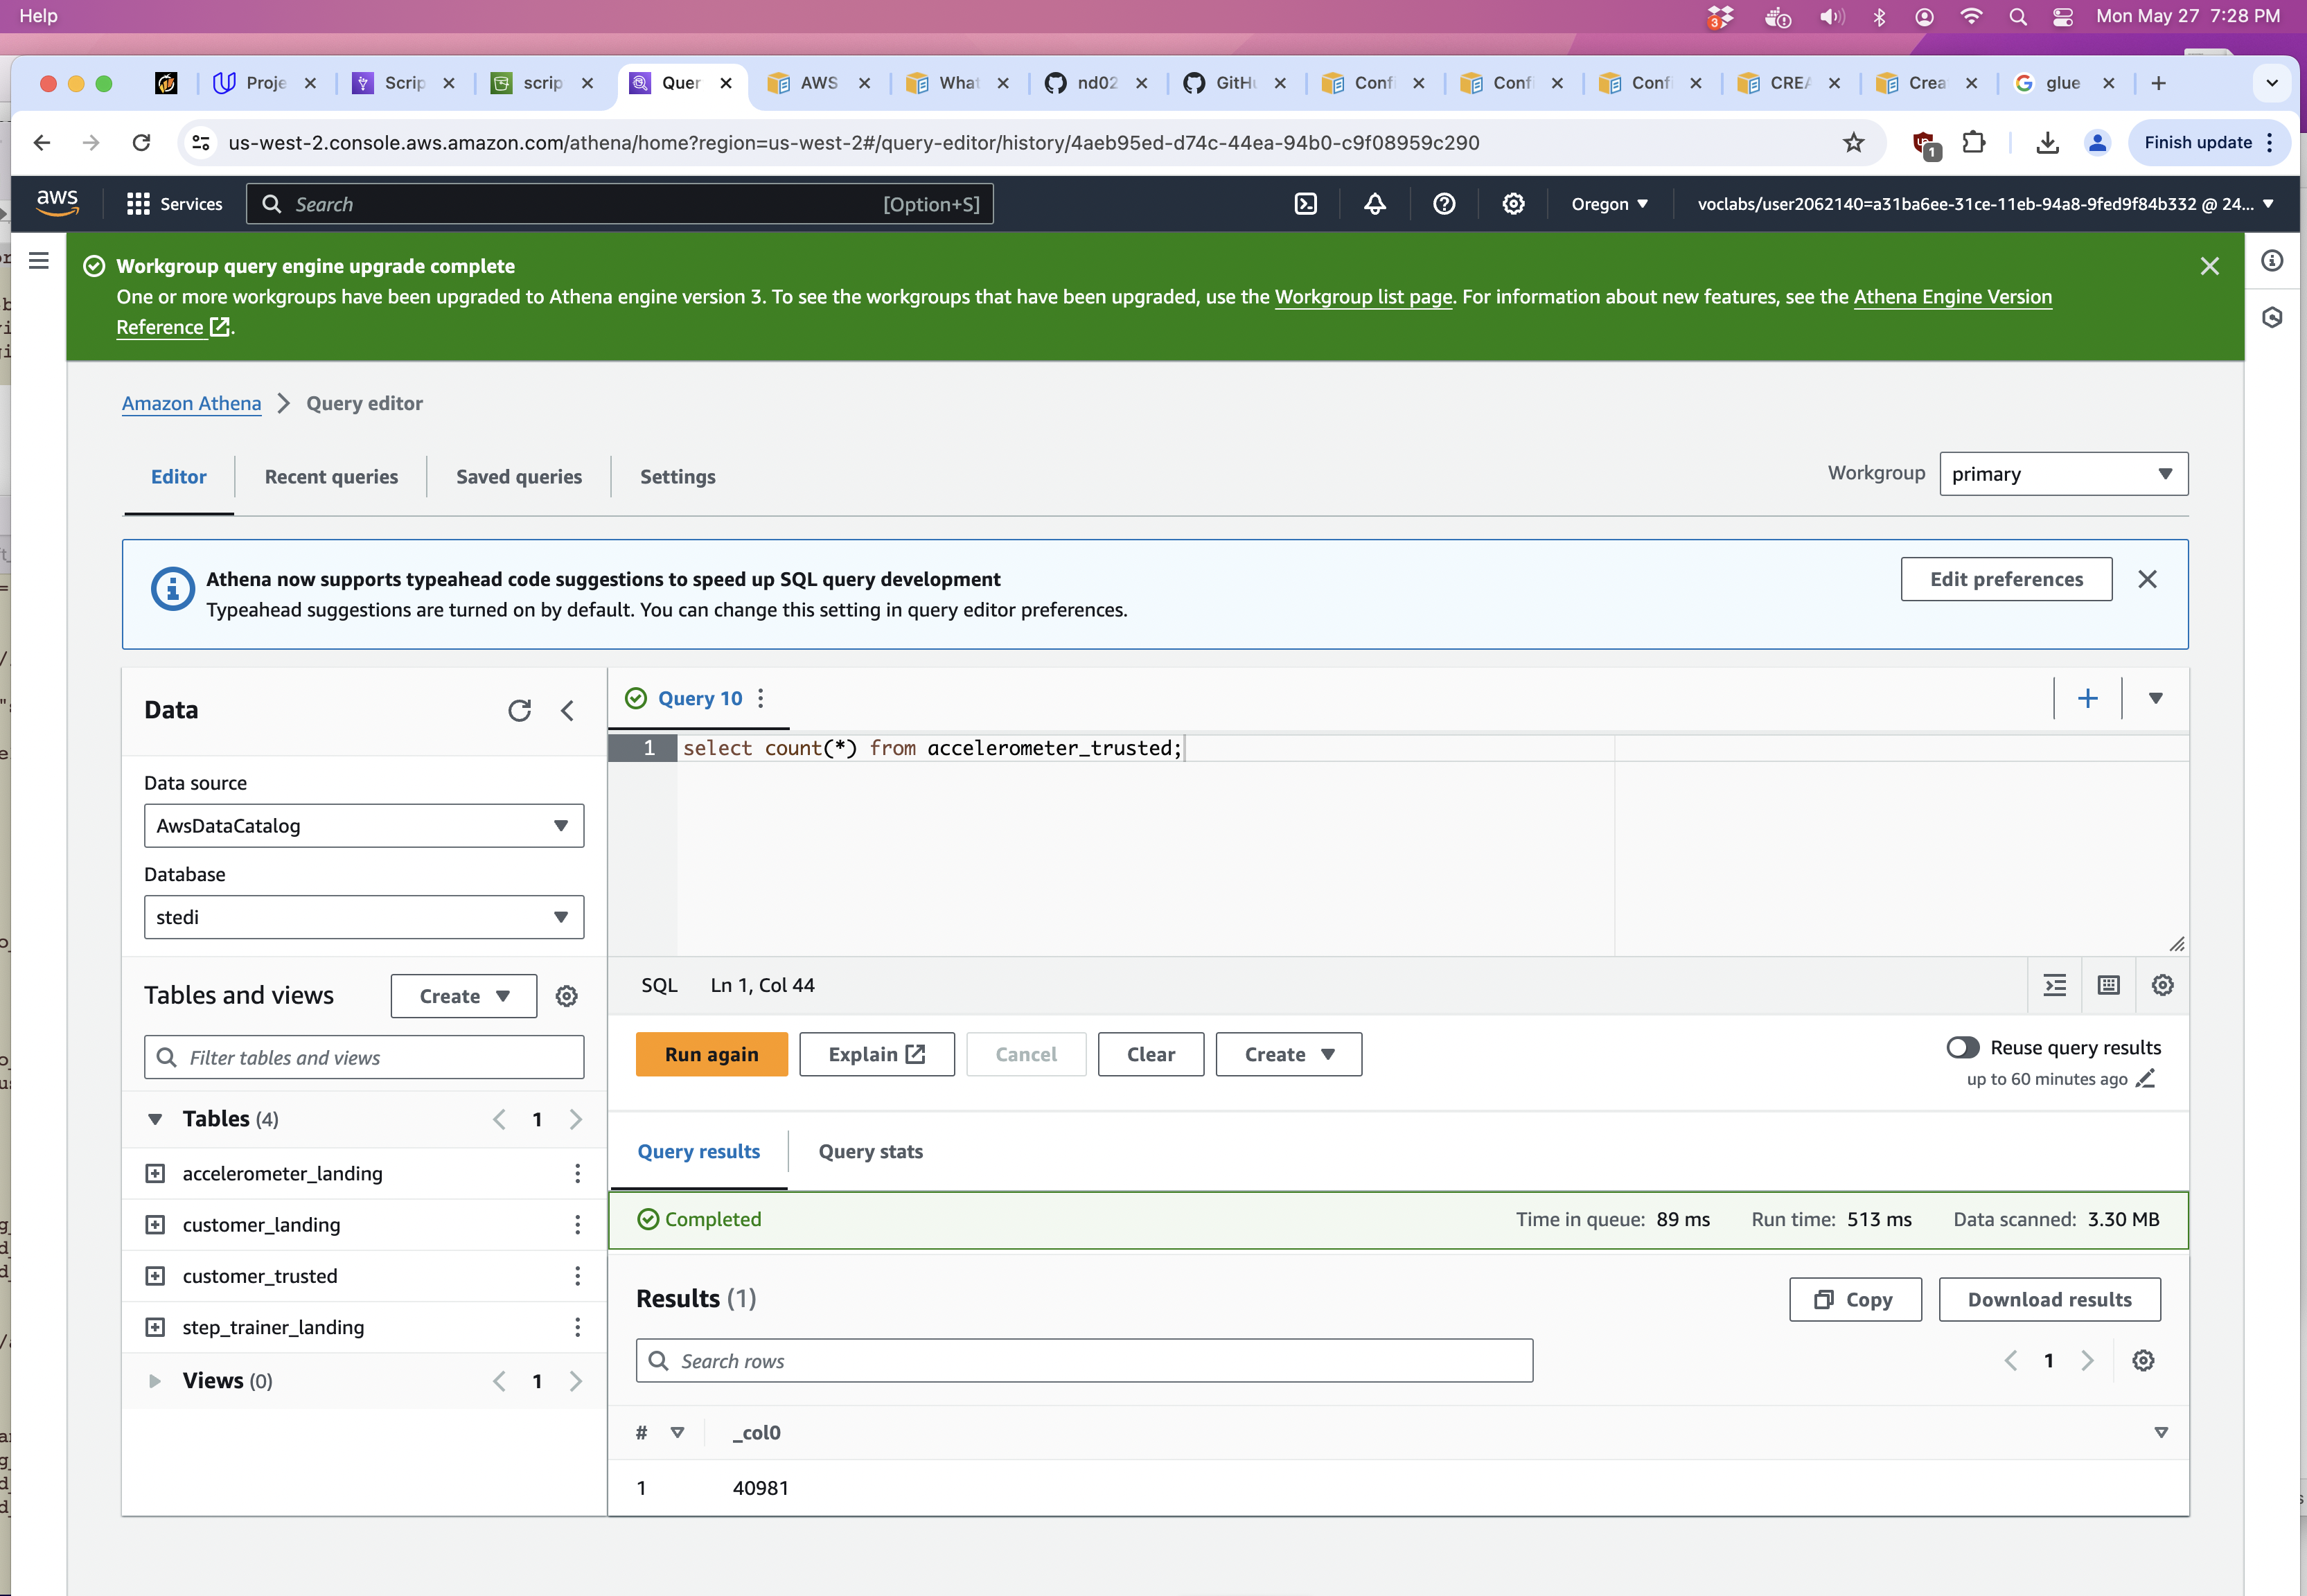 Help
3
Mon May 27 7:28 PM
Proje
Scrip
scrip
Quer
AWS
What
nd02
GitHu
Confi
Confi
Confi
CREA
Crea
glue
us-west-2.console.aws.amazon.com/athena/home?region=us-west-2#/query-editor/history/4aeb95ed-d74c-44ea-94b0-c9f08959c290
1
Finish update
aws
Services
Search
[Option+S]
Oregon
voclabs/user2062140=a31ba6ee-31ce-11eb-94a8-9fed9f84b332 @ 24...
Workgroup query engine upgrade complete
One or more workgroups have been upgraded to Athena engine version 3. To see the workgroups that have been upgraded, use the Workgroup list page. For information about new features, see the Athena Engine Version
Reference.
Amazon Athena > Query editor
Editor
Recent queries
Saved queries
Settings
Workgroup
primary
Athena now supports typeahead code suggestions to speed up SQL query development
Typeahead suggestions are turned on by default. You can change this setting in query editor preferences.
Edit preferences
Data
Data source
AwsDataCatalog
Database
stedi
Tables and views
Create
Filter tables and views
Tables (4)
1
accelerometer_landing
customer_landing
customer_trusted
step_trainer_landing
Views (0)
1
Query 10
1 select count(*) from accelerometer_trusted;
SQL
Ln 1, Col 44
Run again
Explain
Cancel
Clear
Create
Reuse query results
up to 60 minutes ago
Query results
Query stats
Completed
Time in queue: 89 ms
Run time: 513 ms
Data scanned: 3.30 MB
Results (1)
Copy
Download results
Search rows
1
# _col0
1 40981